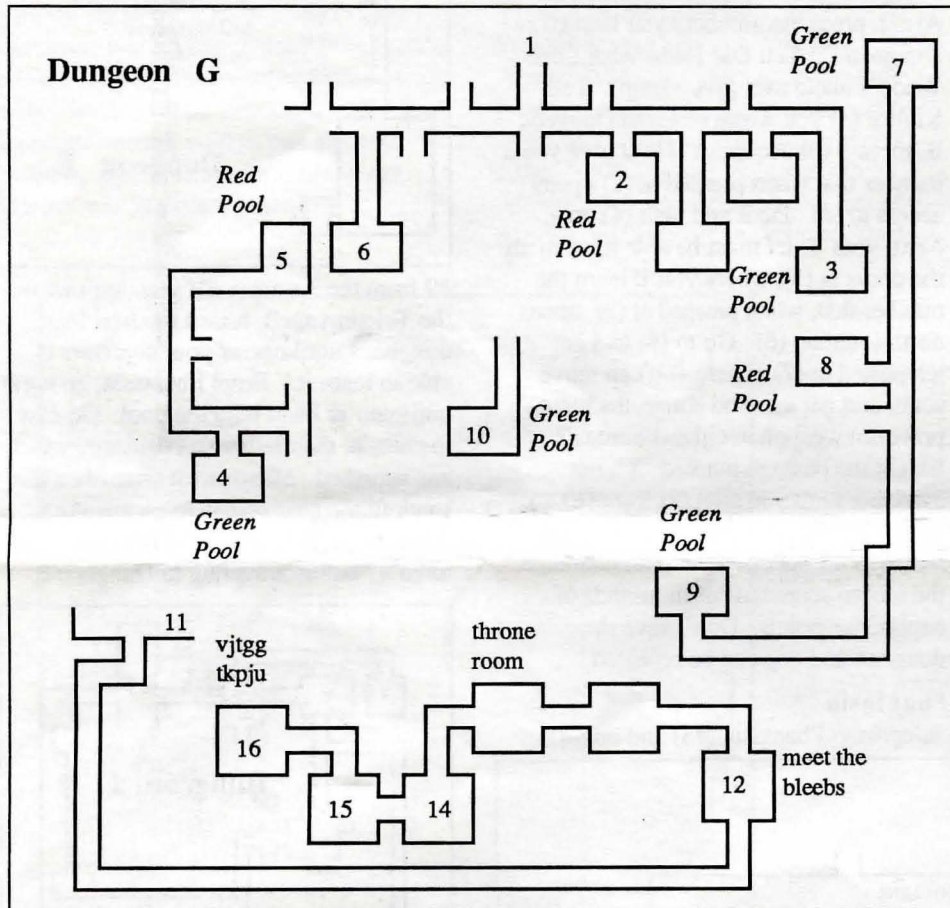 1
Green
Pool
7
Dungeon G
Red
Pool
2
Red
Pool
6
5
3
Green
Pool
8
Red
Pool
10
Green
Pool
4
Green
Pool
Green
Pool
9
11
vjtgg
tkpju
throne
room
16
meet the
bleebs
12
15
14